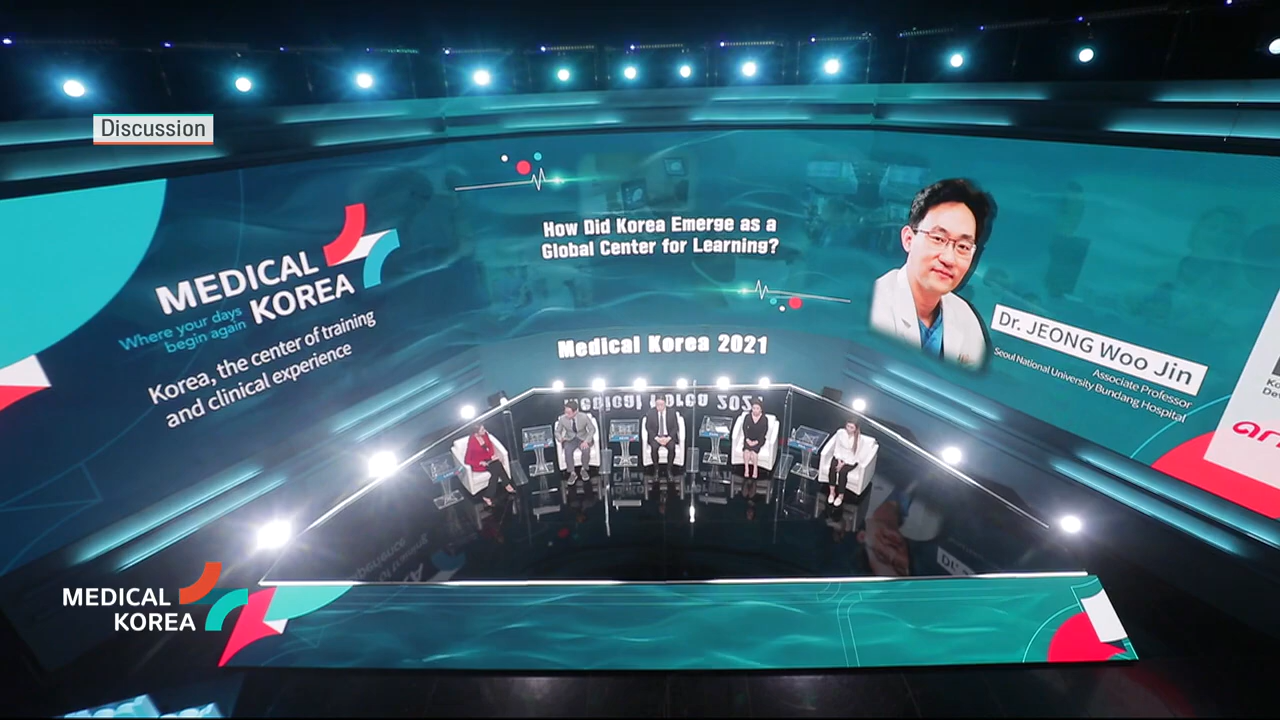 Discussion
MEDICAL
KOREA
Where your days
begin again
Korea, the center of training
and clinical experience
How Did Korea Emerge as a
Global Center for Learning?
Medical Korea 2021
Dr. JEONG Woo Jin
Associate Professor
Seoul National University Bundang Hospital
MEDICAL
KOREA